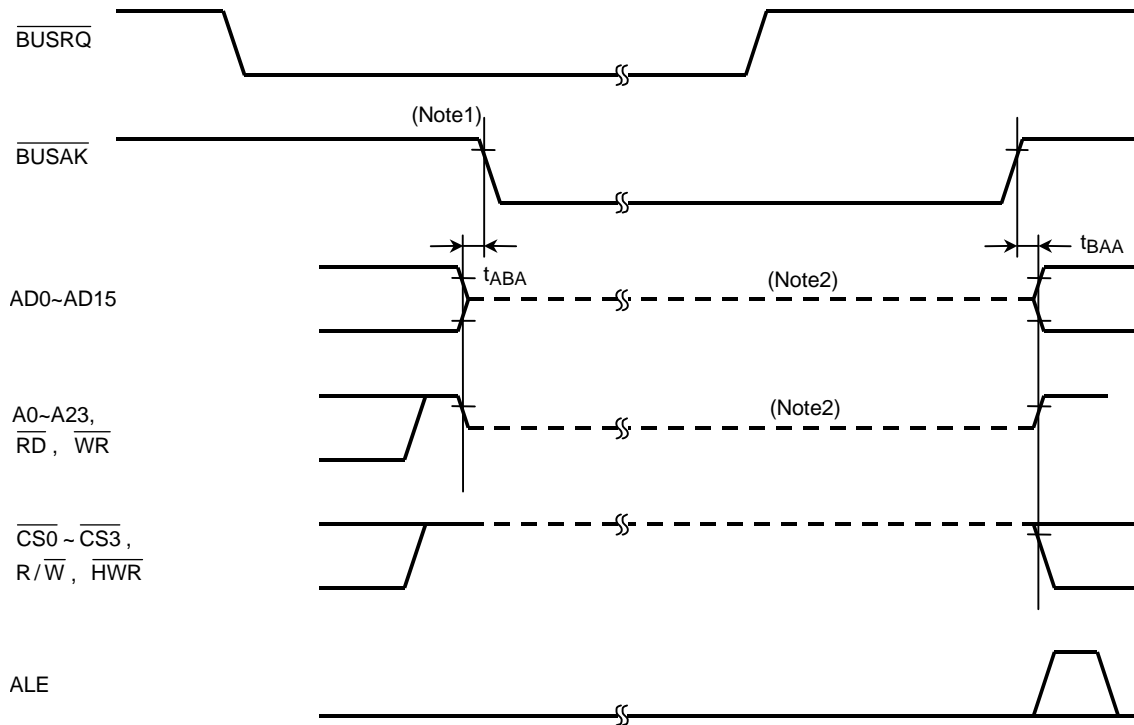 BUSRQ
(Note1)
BUSAK
tABA
tBAA
AD0~AD15
(Note2)
A0~A23,
RD , WR
(Note2)
CS0 ~ CS3 ,
R / W , HWR
ALE